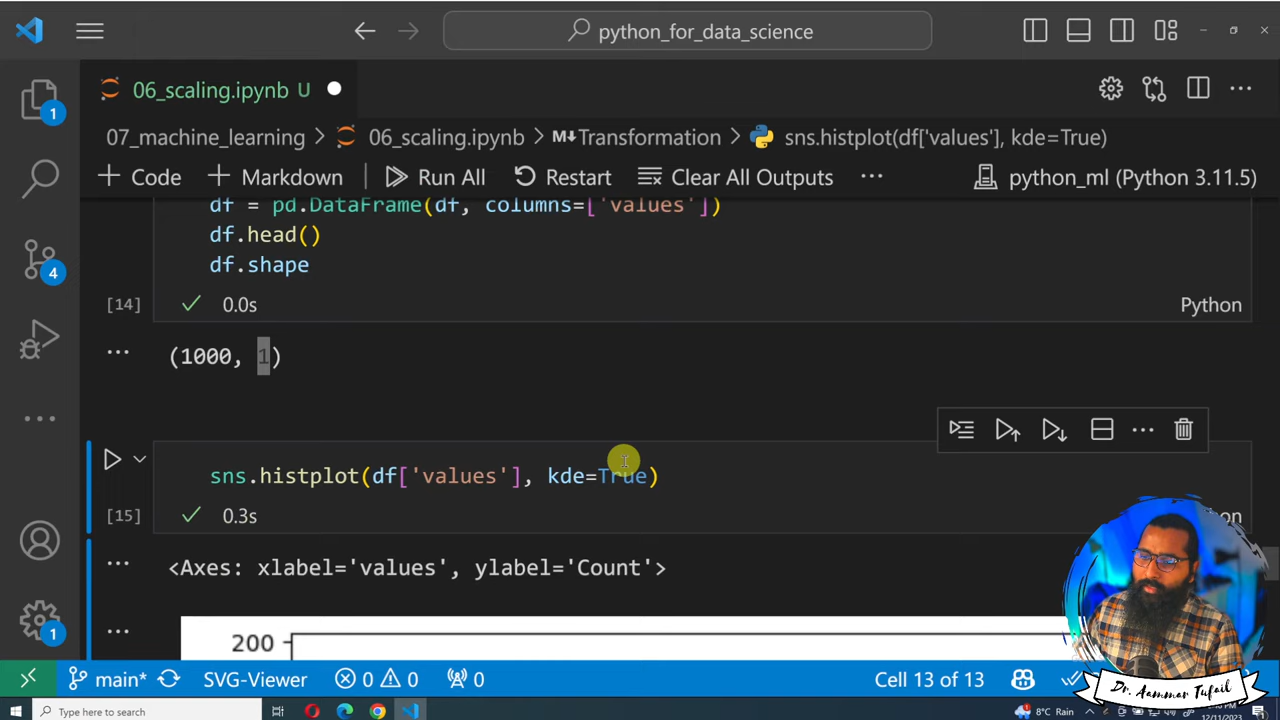 python_for_data_science
06_scaling.ipynb U
1
07_machine_learning > 06_scaling.ipynb > M↓Transformation > sns.histplot(df['values'], kde=True)
+ Code + Markdown Run All Restart Clear All Outputs ... python_ml (Python 3.11.5)
df = pd.DataFrame(df, columns=['values'])
df.head()
4
df.shape
[14] 0.0s Python
(1000, 1)
sns.histplot(df['values'], kde=True)
[15] 0.3s
<Axes: xlabel='values', ylabel='Count'>
1
200
main* SVG-Viewer 0 0 0 Cell 13 of 13
Dr. Aammar Tufail
Type here to search 8°C Rain
12/11/2023